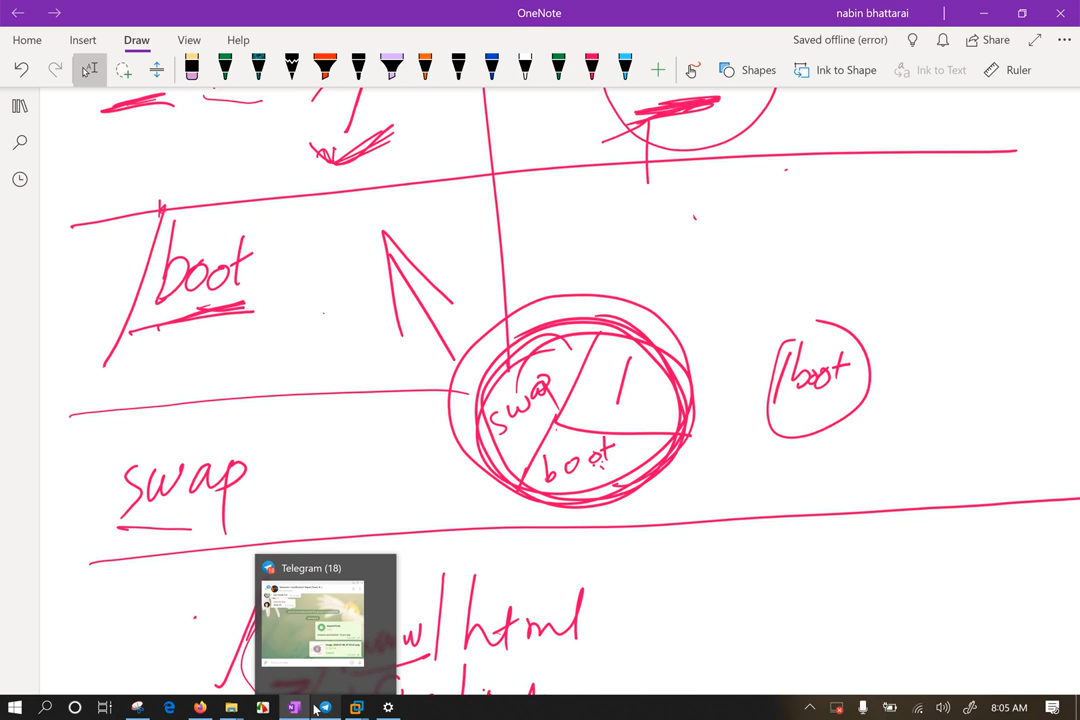 OneNote
nabin bhattarai
Home Insert Draw View Help
Saved offline (error)
Share
Shapes
Ink to Shape
Ink to Text
Ruler
/boot
swap
/
boot
/boot
swap
Telegram (18)
/html
8:05 AM